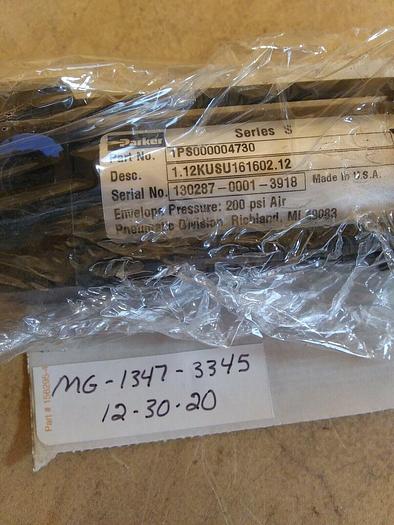 Series S
Parker
Part No. 1PS000004730
Desc. 1.12KUSU161602.12
Serial No. 130287-0001-3918 Made In U.S.A.
Envelope Pressure: 200 psi Air
Pneumatic Division, Richland, MI 49083
MG-1347-3345
12-30-20